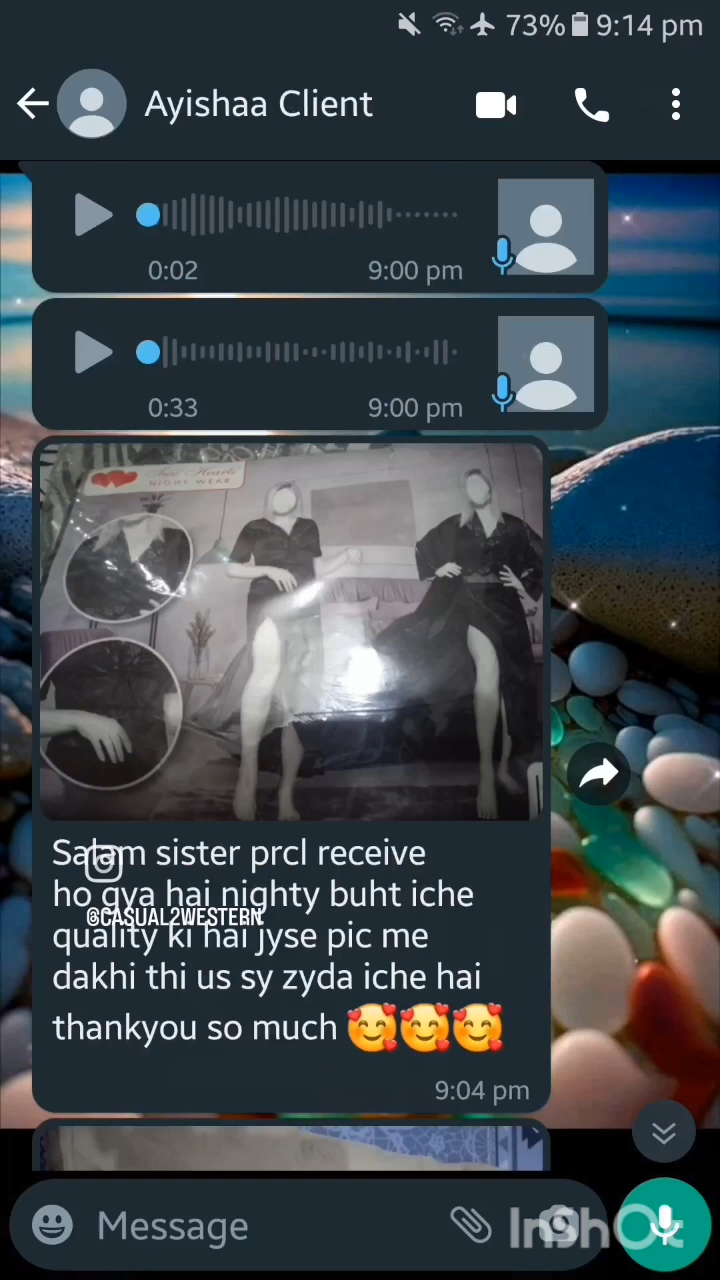 73% 9:14 pm
Ayishaa Client
0:02 9:00 pm
0:33 9:00 pm
Two Hearts
NIGHT WEAR
Salam sister prcl receive
ho gya hai nighty buht iche
@CASUAL2WESTERN
quality ki hai jyse pic me
dakhi thi us sy zyda iche hai
thankyou so much 🥰🥰🥰
9:04 pm
Message
InShOt